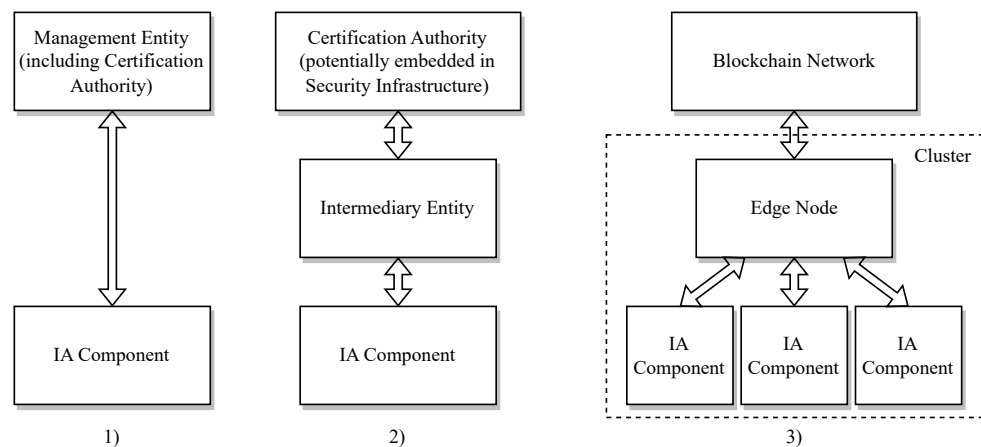 Management Entity
(including Certification
Authority)
IA Component
1)
Certification Authority
(potentially embedded in
Security Infrastructure)
Intermediary Entity
IA Component
2)
Blockchain Network
Cluster
Edge Node
IA
Component
IA
Component
IA
Component
3)